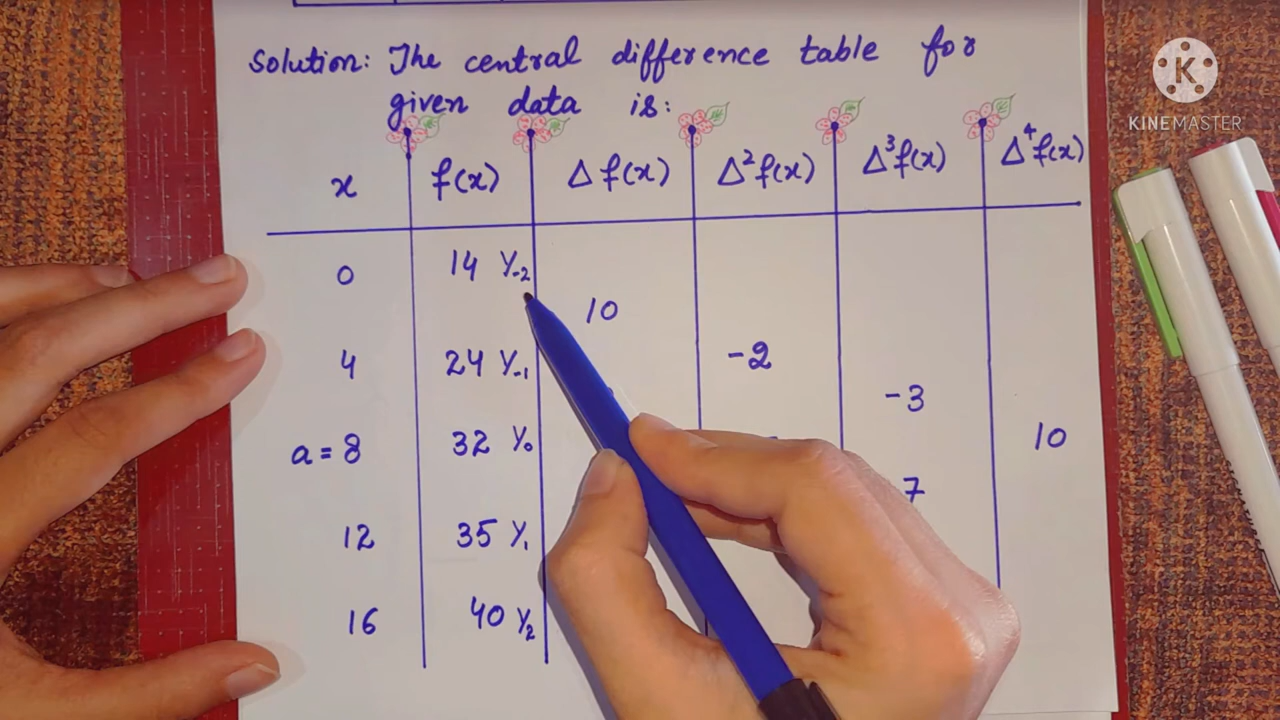 Solution: The central difference table for
given data is:
x f(x) Δf(x) Δ²f(x) Δ³f(x) Δ⁴f(x)
0 14 y₋₂
10
4 24 y₋₁ -2
-3
a = 8 32 y₀ 10
7
12 35 y₁
16 40 y₂
KINEMASTER